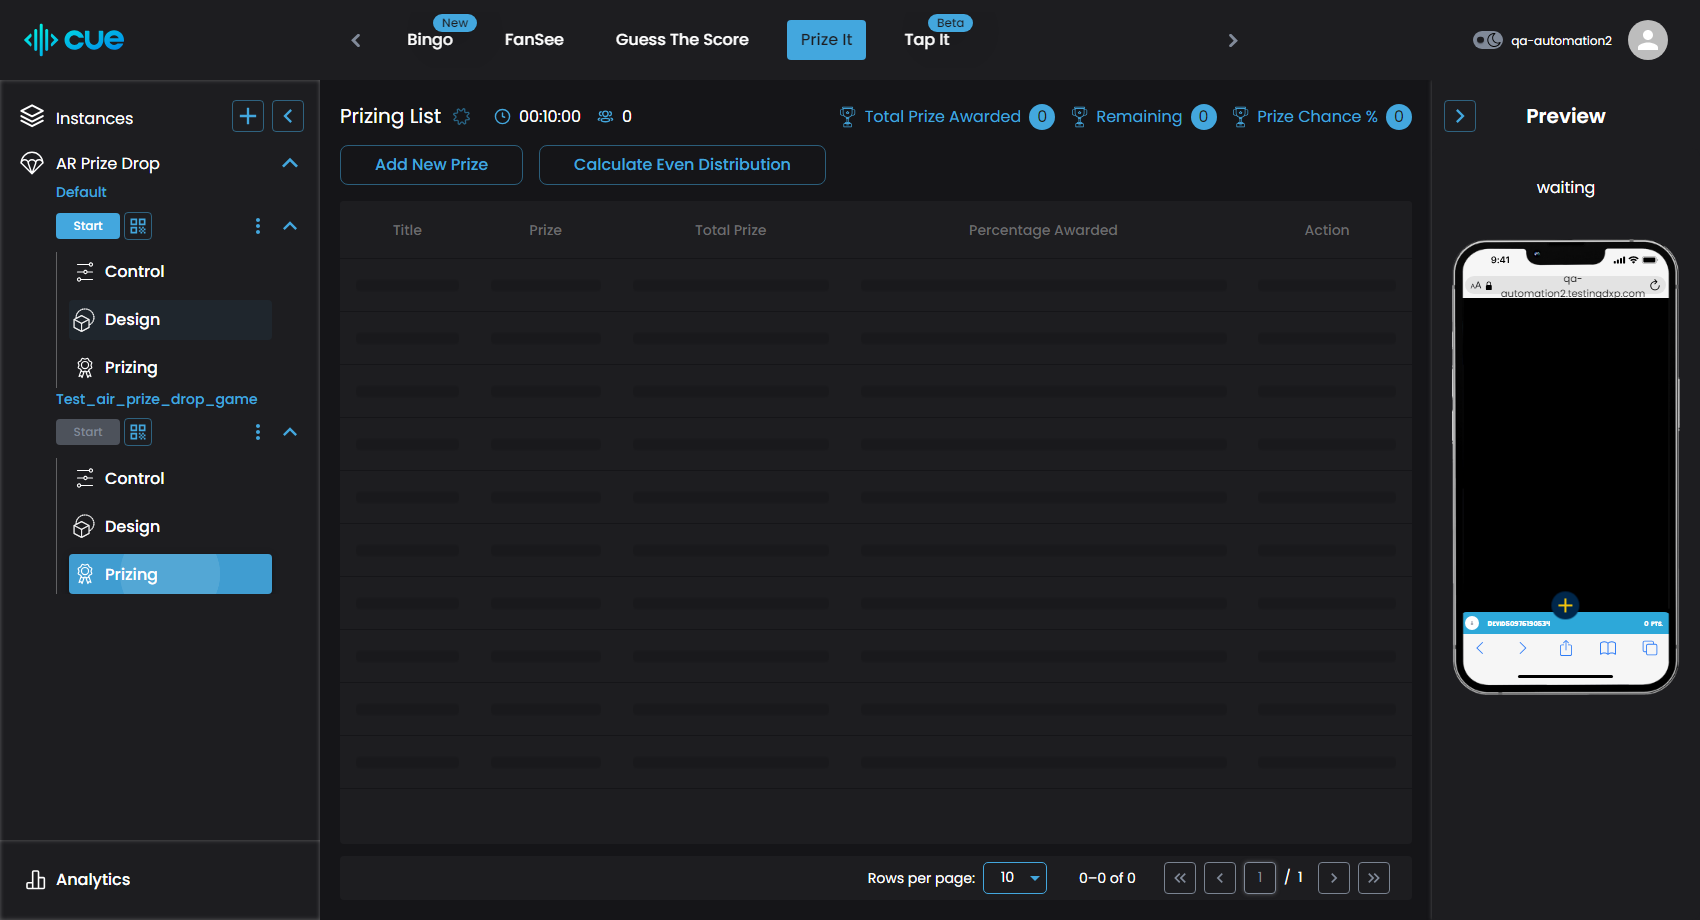 cue
New
Bingo
FanSee
Guess The Score
Prize It
Beta
Tap It
qa-automation2
Instances
AR Prize Drop
Default
Start
Control
Design
Prizing
Test_air_prize_drop_game
Start
Control
Design
Prizing
Analytics
Prizing List
00:10:00
0
Total Prize Awarded 0
Remaining 0
Prize Chance % 0
Add New Prize
Calculate Even Distribution
Title Prize Total Prize Percentage Awarded Action
Rows per page: 10
0–0 of 0
1 / 1
Preview
waiting
9:41
AA
qa-
automation2.testingdxp.com
0 PTS.